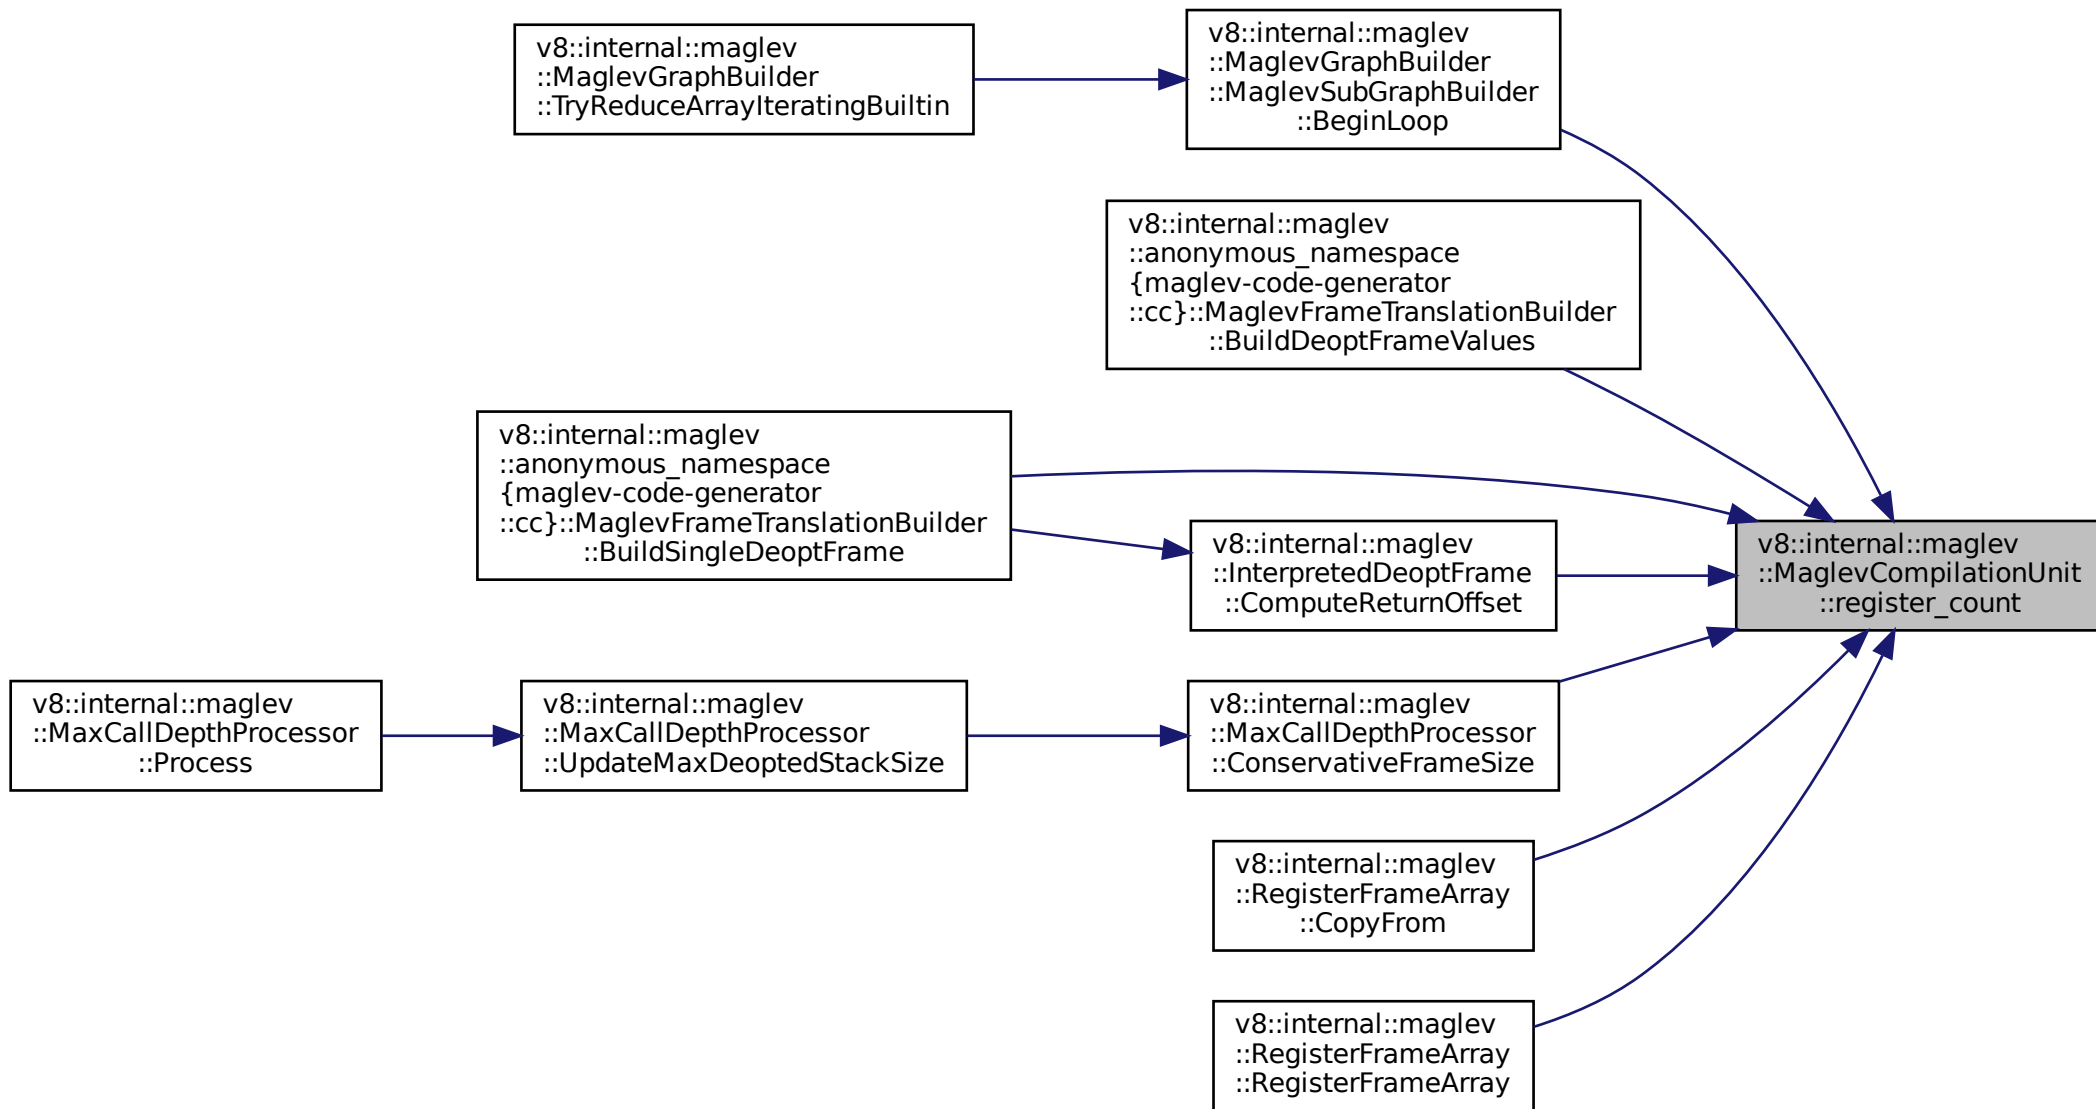 v8::internal::maglev
::MaglevGraphBuilder
::TryReduceArrayIteratingBuiltin
v8::internal::maglev
::MaglevGraphBuilder
::MaglevSubGraphBuilder
::BeginLoop
v8::internal::maglev
::anonymous_namespace
{maglev-code-generator
::cc}::MaglevFrameTranslationBuilder
::BuildDeoptFrameValues
v8::internal::maglev
::anonymous_namespace
{maglev-code-generator
::cc}::MaglevFrameTranslationBuilder
::BuildSingleDeoptFrame
v8::internal::maglev
::InterpretedDeoptFrame
::ComputeReturnOffset
v8::internal::maglev
::MaglevCompilationUnit
::register_count
v8::internal::maglev
::MaxCallDepthProcessor
::Process
v8::internal::maglev
::MaxCallDepthProcessor
::UpdateMaxDeoptedStackSize
v8::internal::maglev
::MaxCallDepthProcessor
::ConservativeFrameSize
v8::internal::maglev
::RegisterFrameArray
::CopyFrom
v8::internal::maglev
::RegisterFrameArray
::RegisterFrameArray